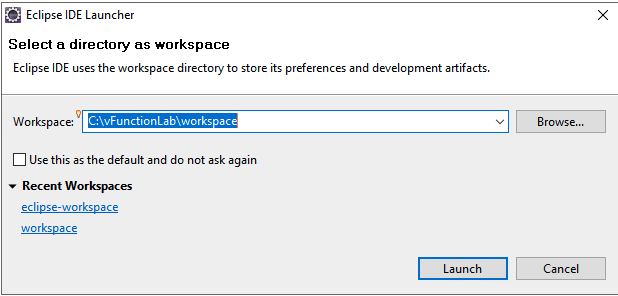 Eclipse IDE Launcher
Select a directory as workspace
Eclipse IDE uses the workspace directory to store its preferences and development artifacts.
Workspace: C:\vFunctionLab\workspace Browse...
Use this as the default and do not ask again
Recent Workspaces
eclipse-workspace
workspace
Launch Cancel